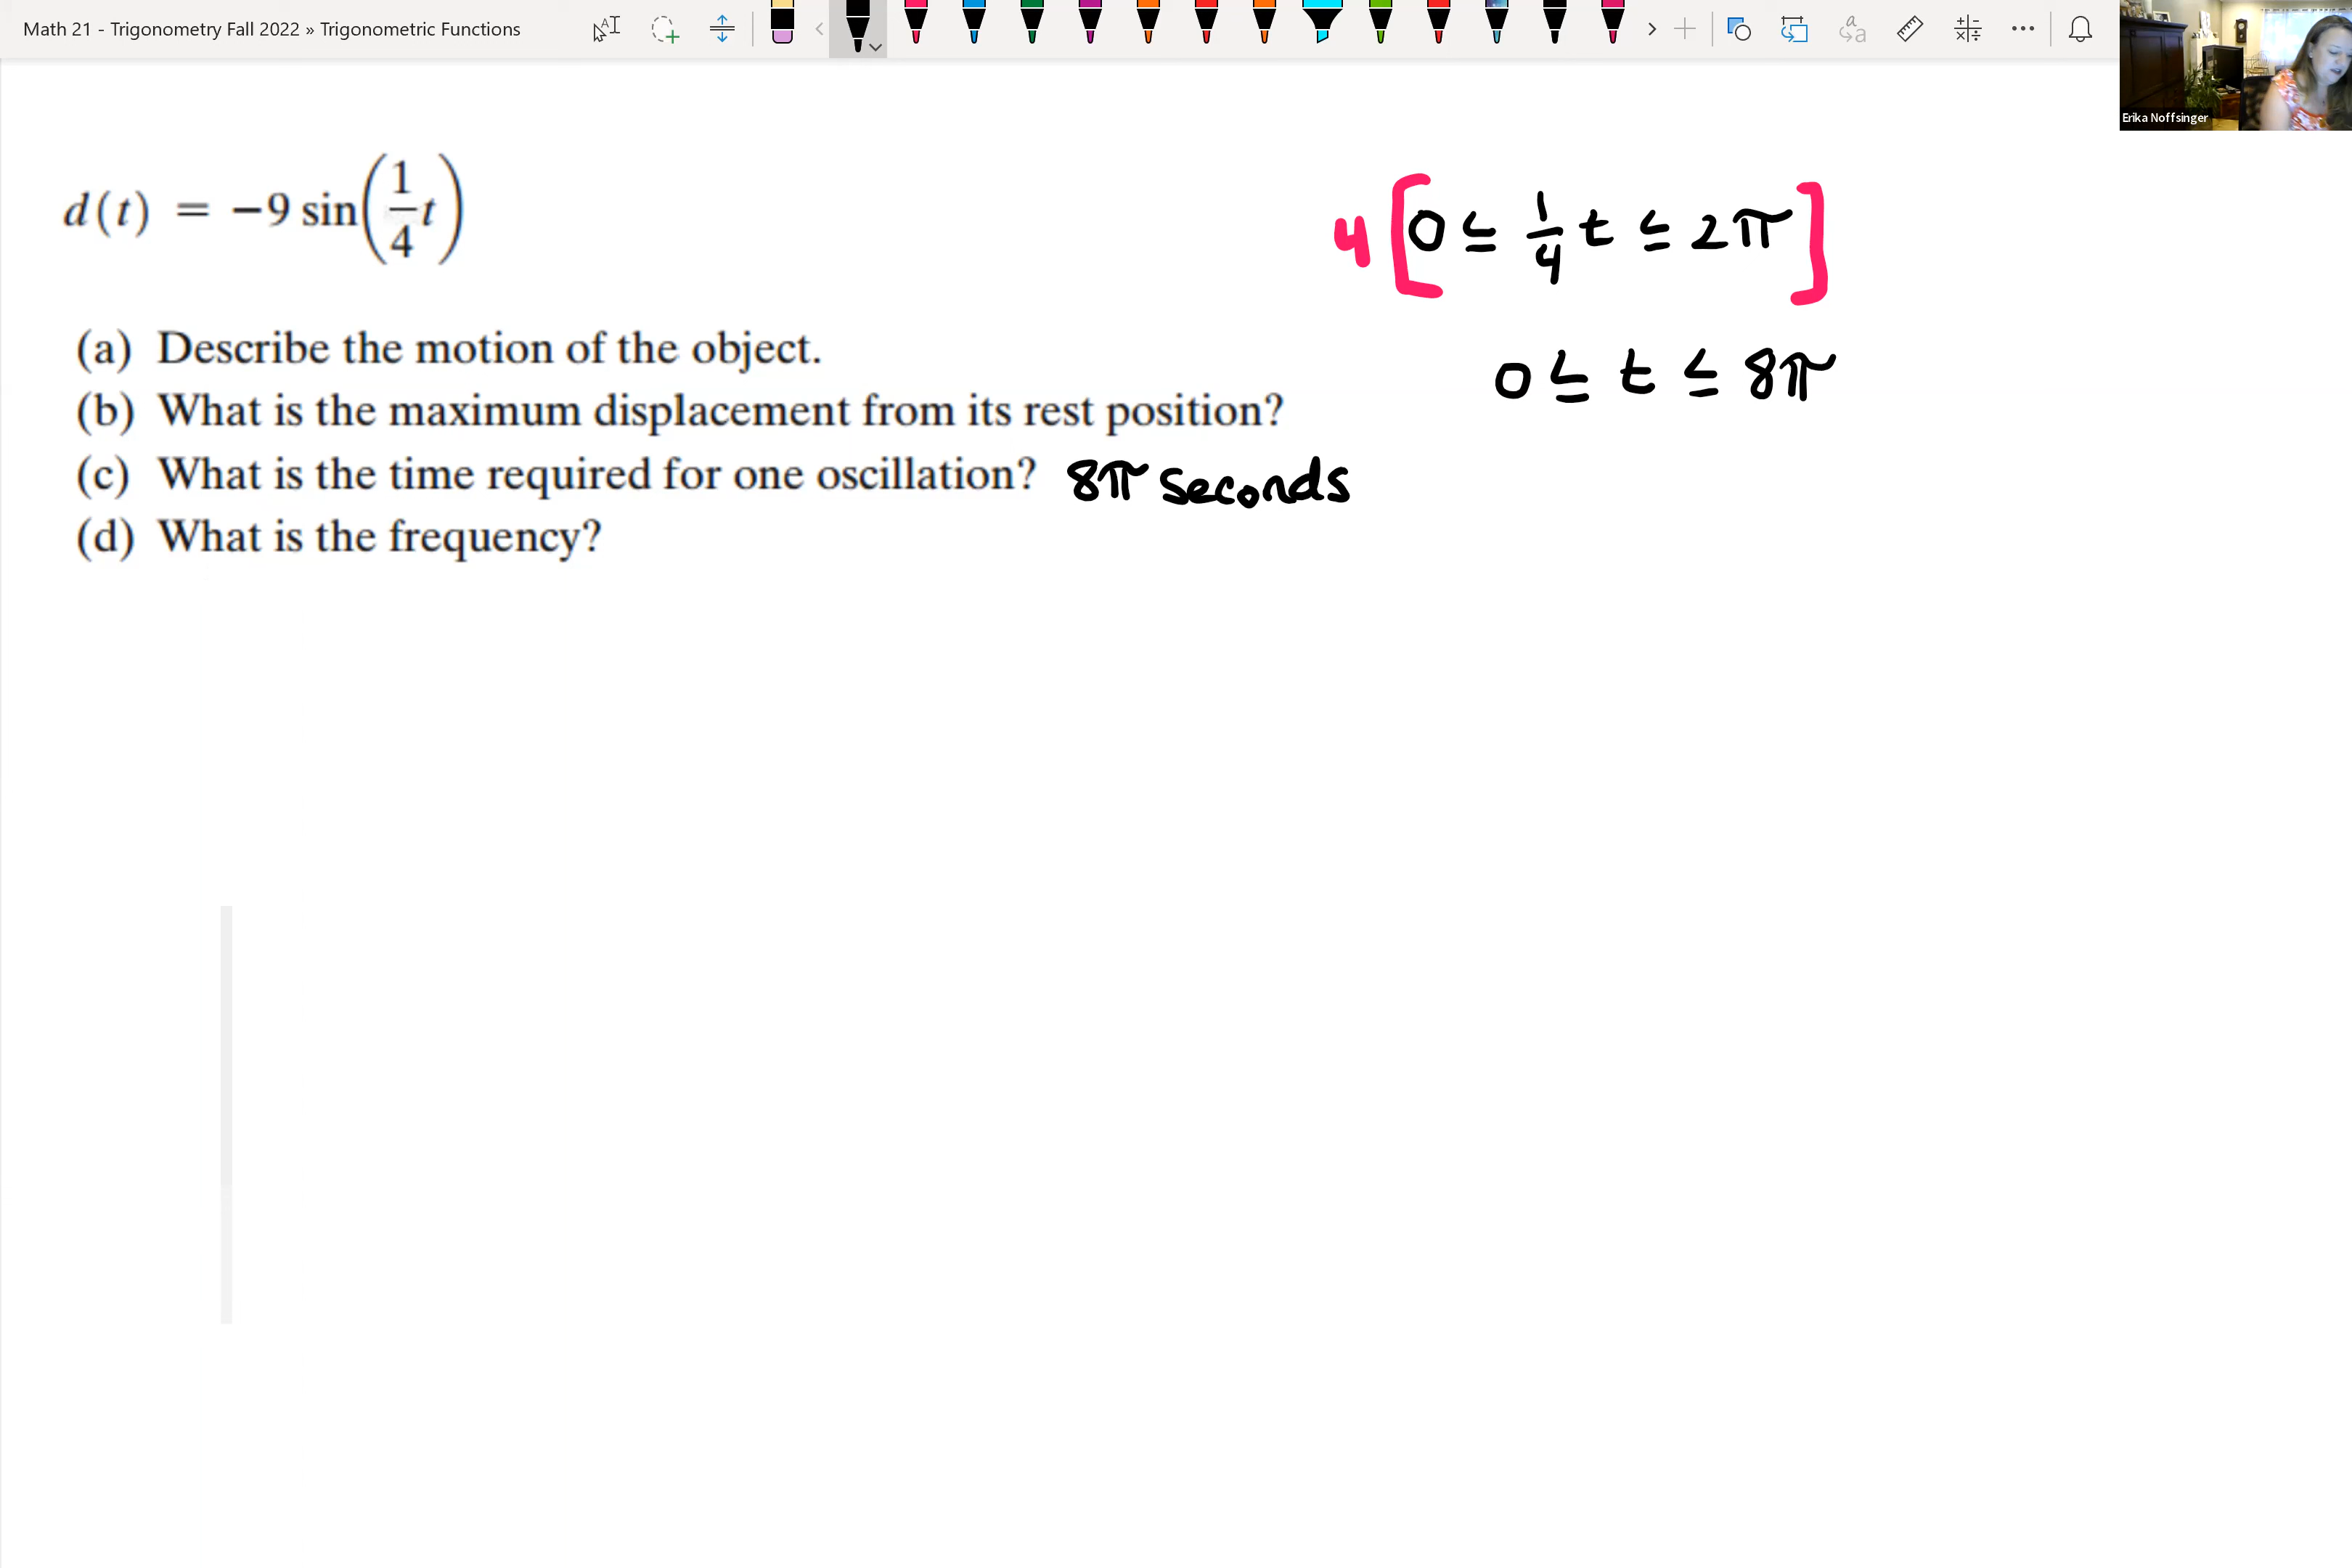 Math 21 - Trigonometry Fall 2022 » Trigonometric Functions
Erika Noffsinger
d(t) = −9 sin(1/4 t)
4[0 ≤ 1/4 t ≤ 2π]
0 ≤ t ≤ 8π
(a) Describe the motion of the object.
(b) What is the maximum displacement from its rest position?
(c) What is the time required for one oscillation? 8π seconds
(d) What is the frequency?